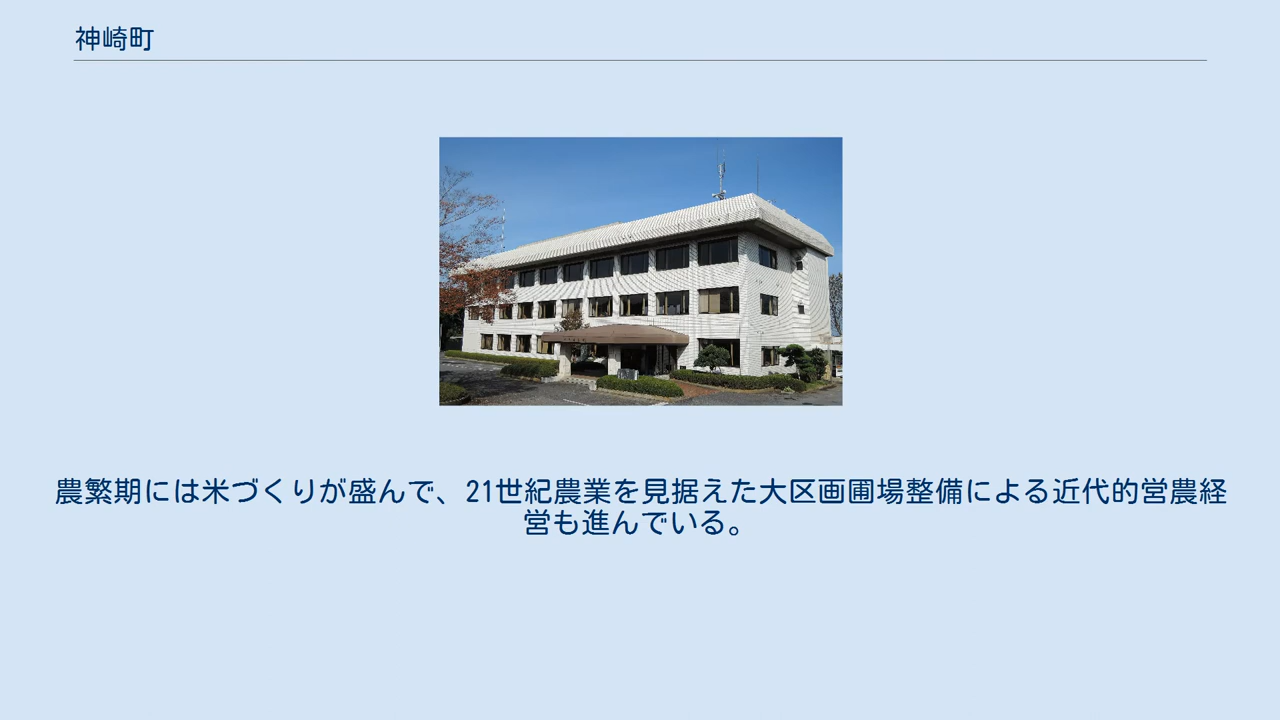 神崎町
農繁期には米づくりが盛んで、21世紀農業を見据えた大区画圃場整備による近代的営農経
営も進んでいる。